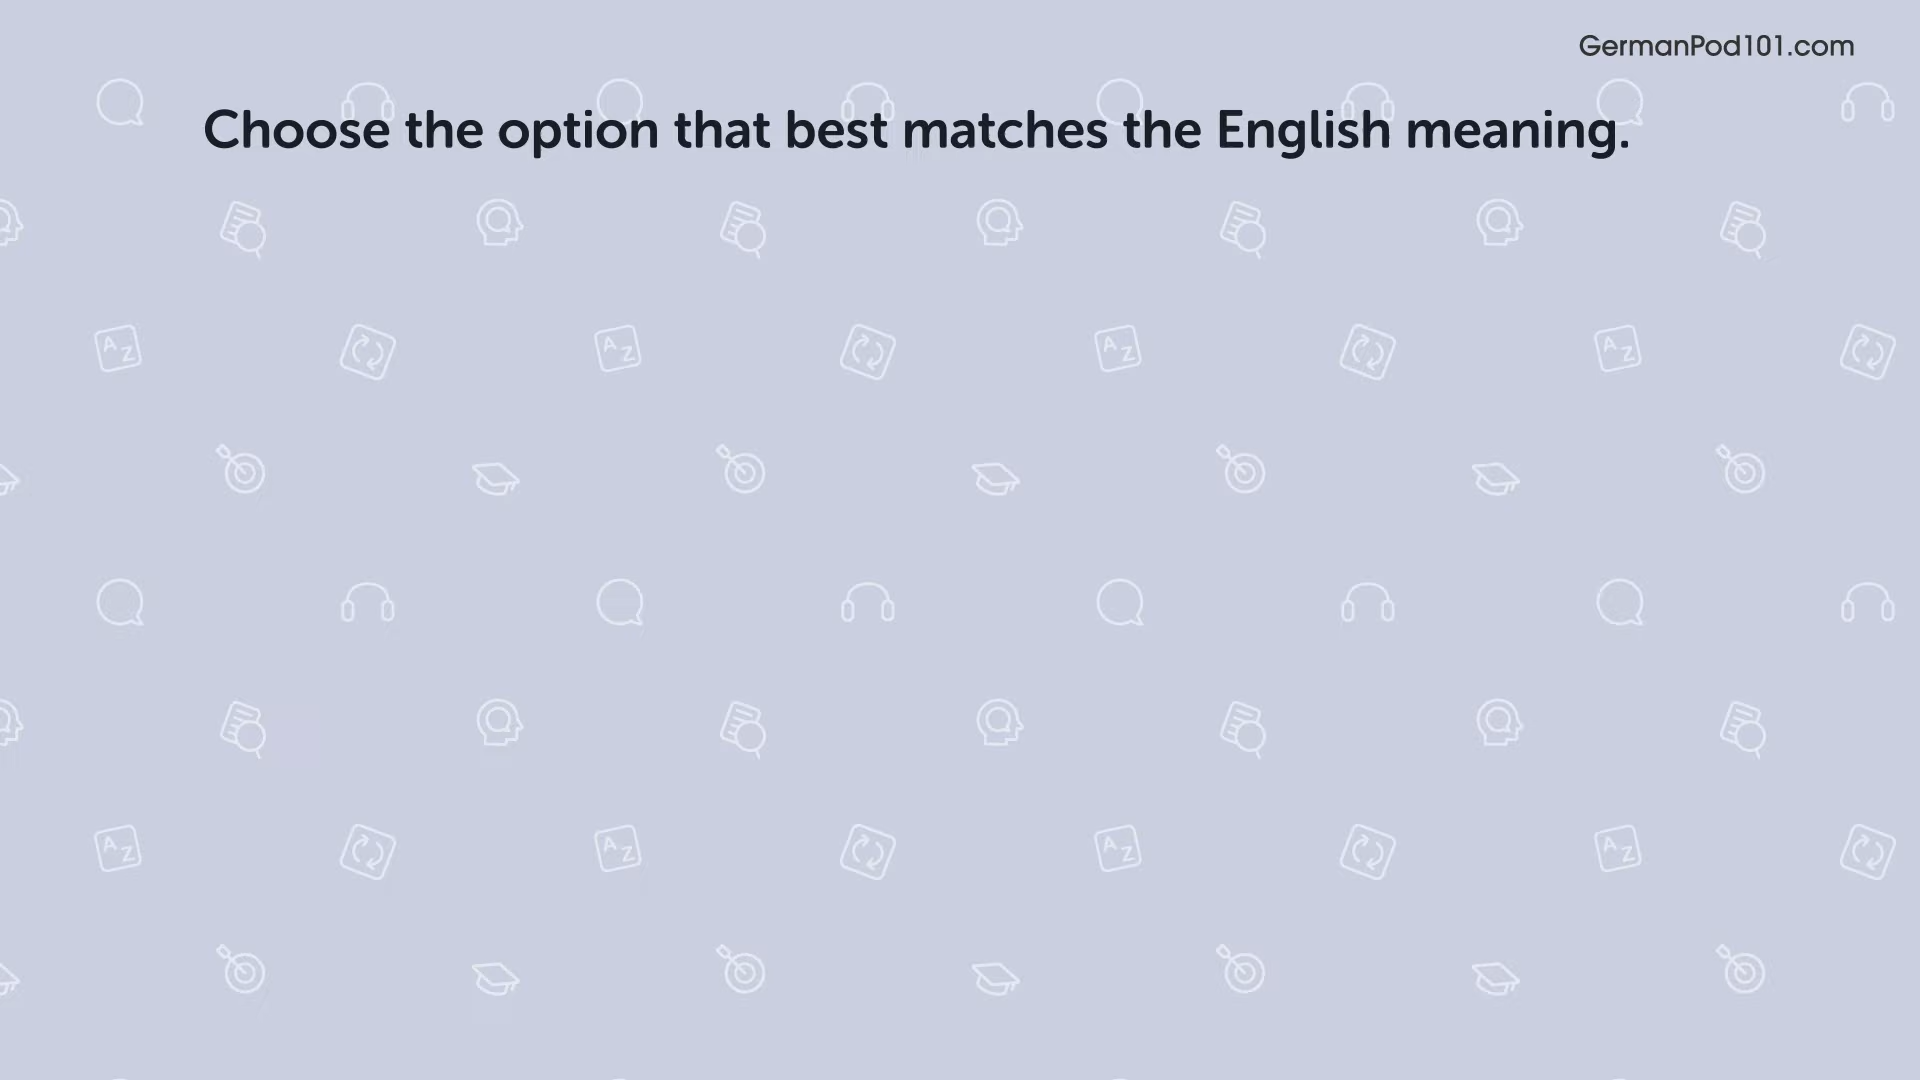 GermanPod101.com
Choose the option that best matches the English meaning.